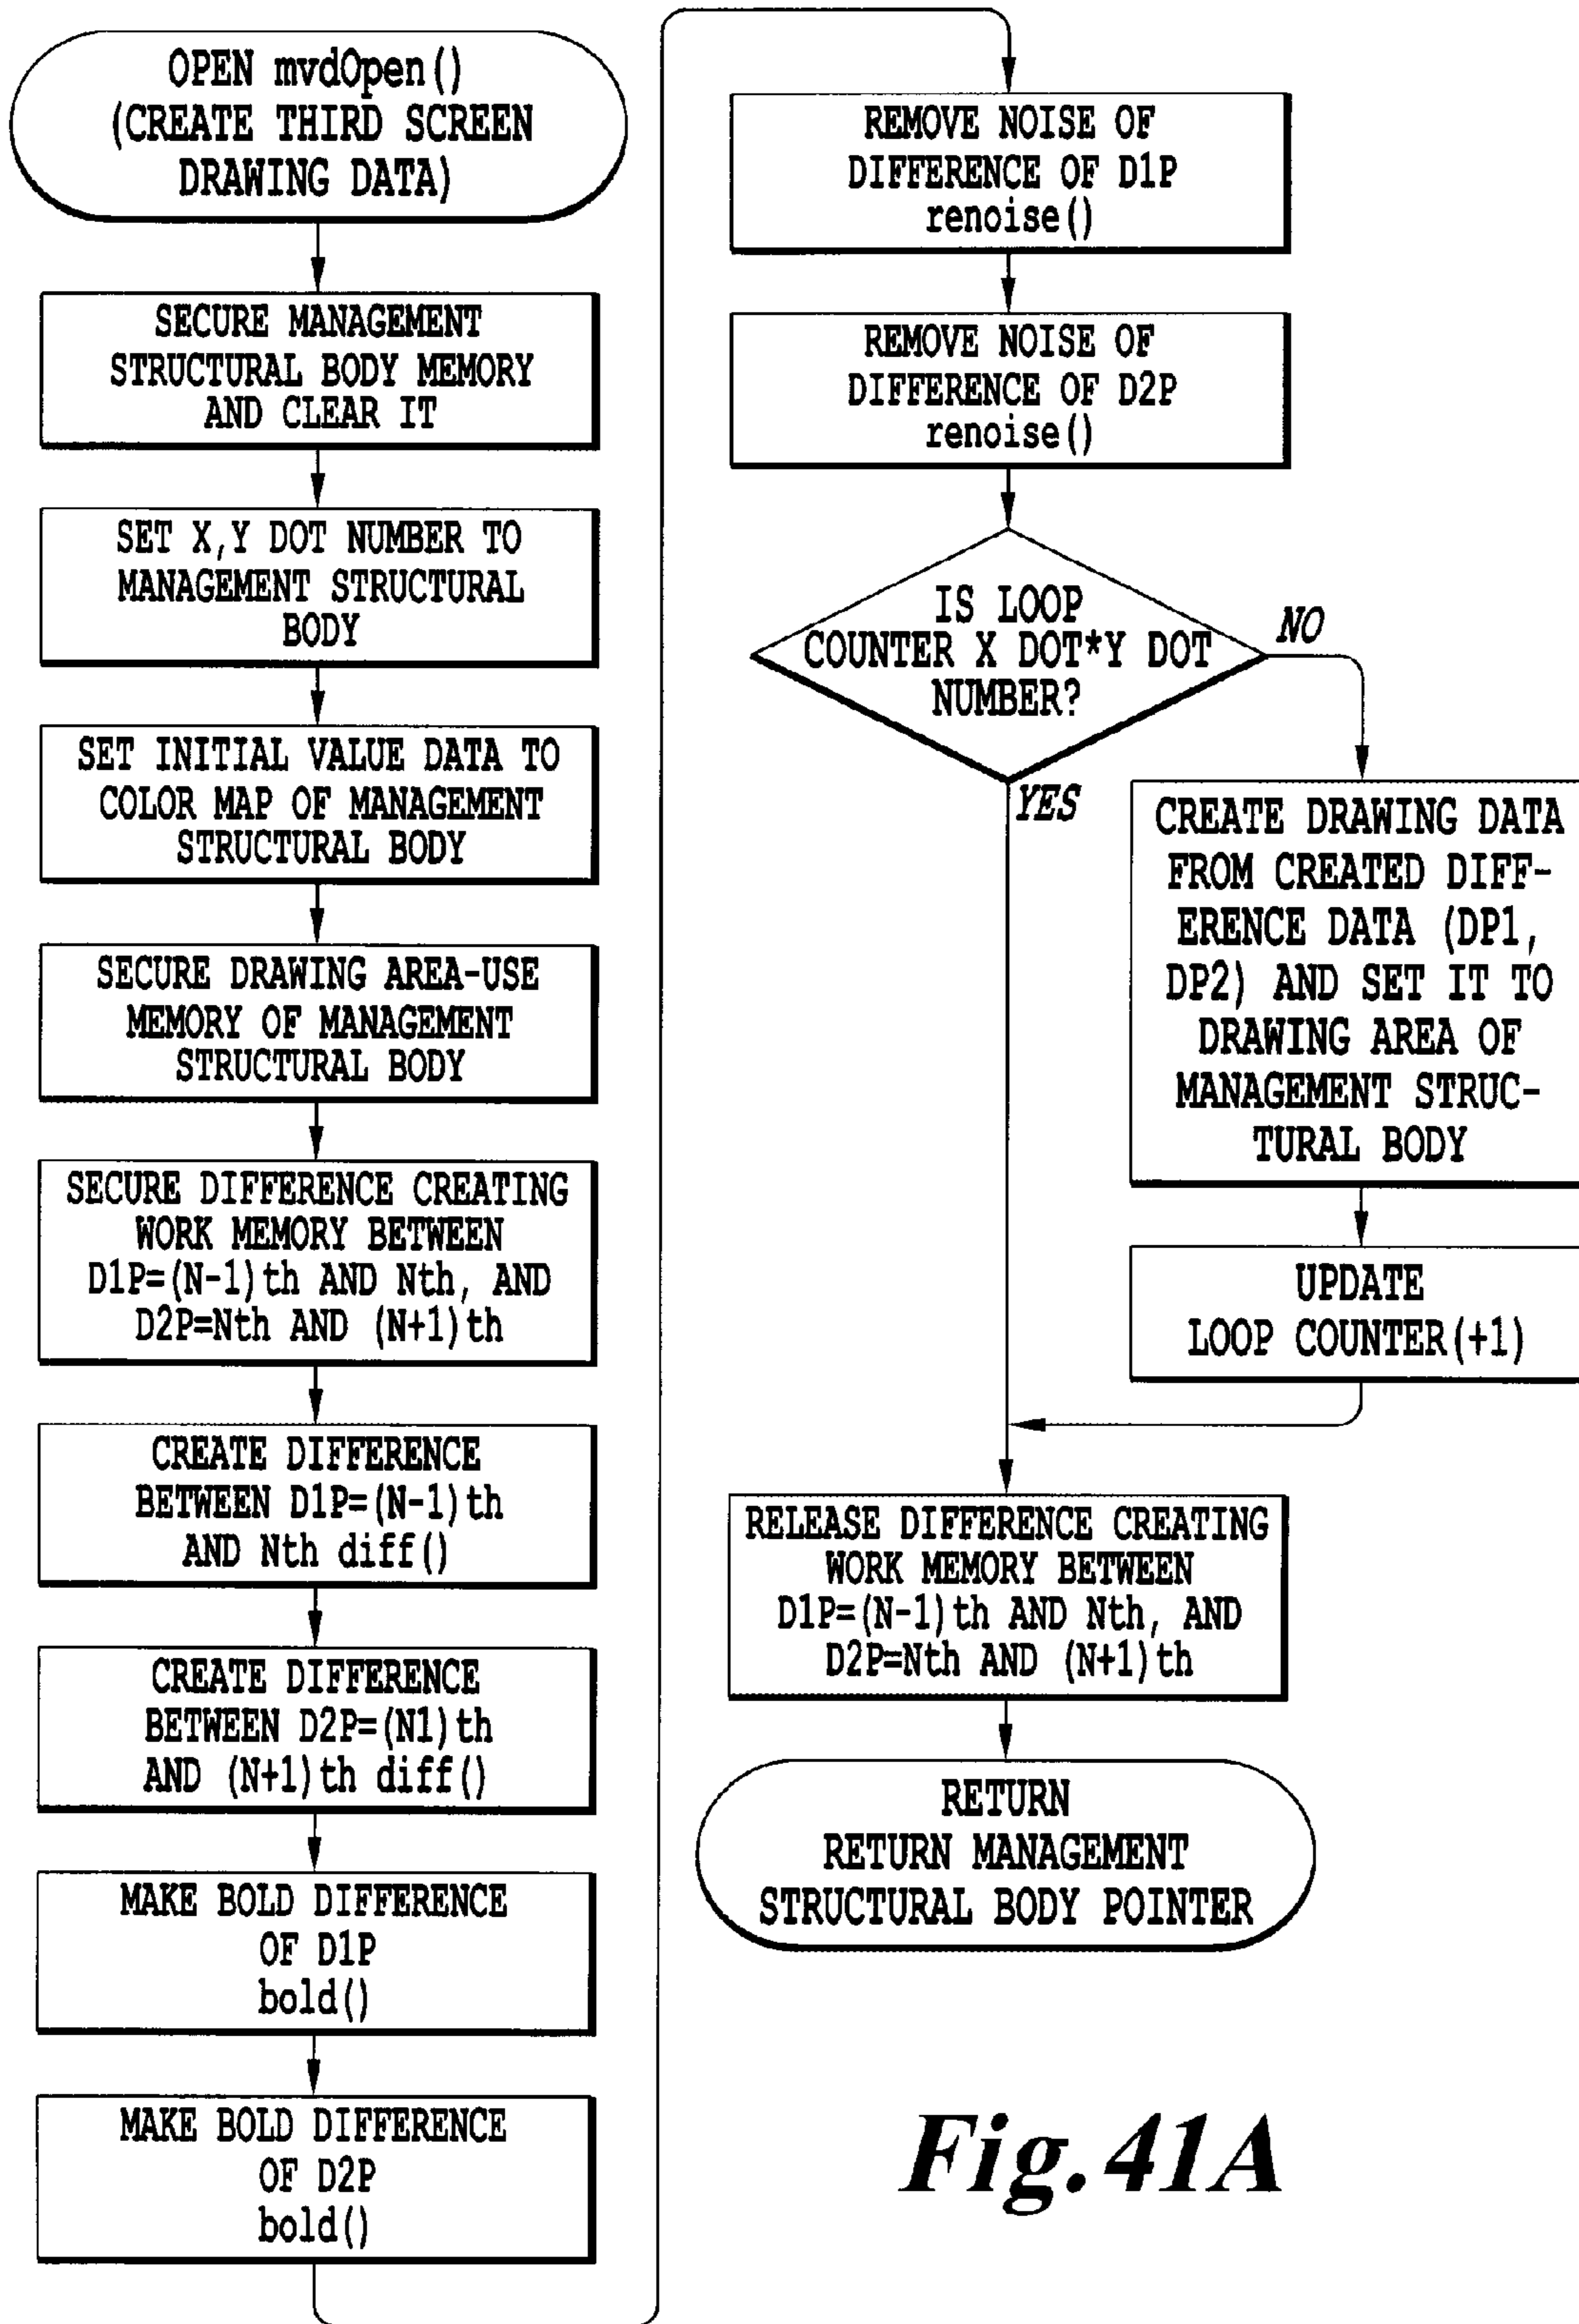 OPEN mvdOpen()
(CREATE THIRD SCREEN
DRAWING DATA)
SECURE MANAGEMENT
STRUCTURAL BODY MEMORY
AND CLEAR IT
SET X,Y DOT NUMBER TO
MANAGEMENT STRUCTURAL
BODY
SET INITIAL VALUE DATA TO
COLOR MAP OF MANAGEMENT
STRUCTURAL BODY
SECURE DRAWING AREA-USE
MEMORY OF MANAGEMENT
STRUCTURAL BODY
SECURE DIFFERENCE CREATING
WORK MEMORY BETWEEN
D1P=(N-1)th AND Nth, AND
D2P=Nth AND (N+1)th
CREATE DIFFERENCE
BETWEEN D1P=(N-1)th
AND Nth diff()
CREATE DIFFERENCE
BETWEEN D2P=(N1)th
AND (N+1)th diff()
MAKE BOLD DIFFERENCE
OF D1P
bold()
MAKE BOLD DIFFERENCE
OF D2P
bold()
REMOVE NOISE OF
DIFFERENCE OF D1P
renoise()
REMOVE NOISE OF
DIFFERENCE OF D2P
renoise()
IS LOOP
COUNTER X DOT*Y DOT
NUMBER?
NO
YES
CREATE DRAWING DATA
FROM CREATED DIFF-
ERENCE DATA (DP1,
DP2) AND SET IT TO
DRAWING AREA OF
MANAGEMENT STRUC-
TURAL BODY
UPDATE
LOOP COUNTER(+1)
RELEASE DIFFERENCE CREATING
WORK MEMORY BETWEEN
D1P=(N-1)th AND Nth, AND
D2P=Nth AND (N+1)th
RETURN
RETURN MANAGEMENT
STRUCTURAL BODY POINTER
Fig.41A